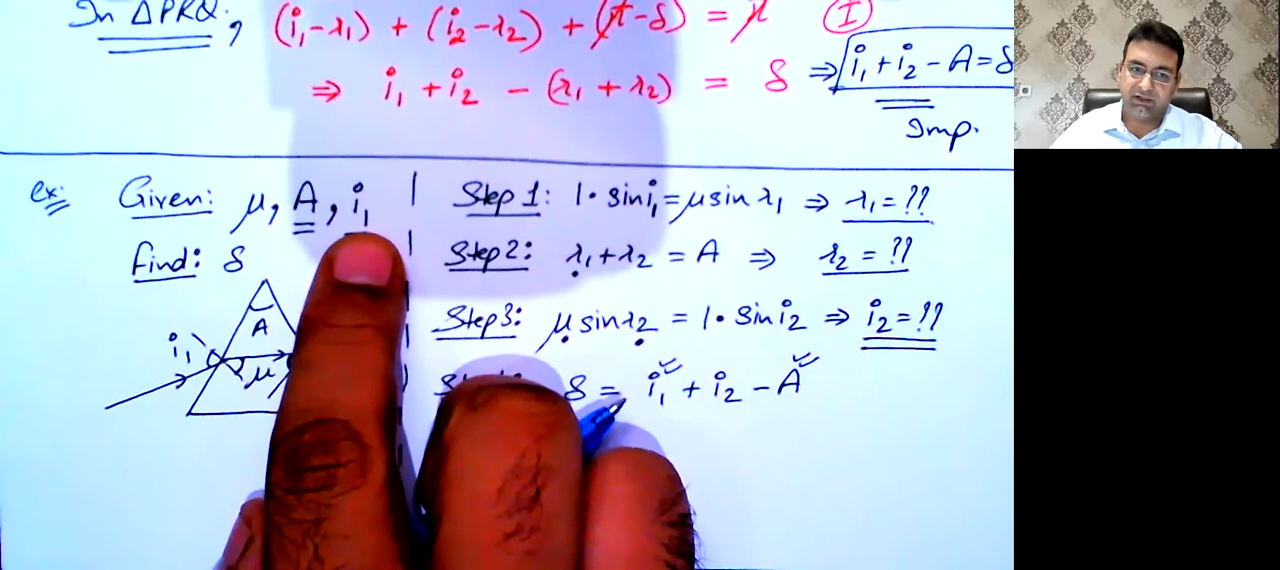 In ΔPRQ, (i₁-r₁) + (i₂-r₂) + (π-δ) = π (I)
⇒ i₁ + i₂ - (r₁ + r₂) = δ ⇒ i₁ + i₂ - A = δ
Imp.
ex: Given: μ, A, i₁
Find: δ
A
i₁
μ
Step 1: 1·sin i₁ = μ sin r₁ ⇒ r₁ = ??
Step 2: r₁ + r₂ = A ⇒ r₂ = ??
Step 3: μ sin r₂ = 1·sin i₂ ⇒ i₂ = ??
δ = i₁ + i₂ - A